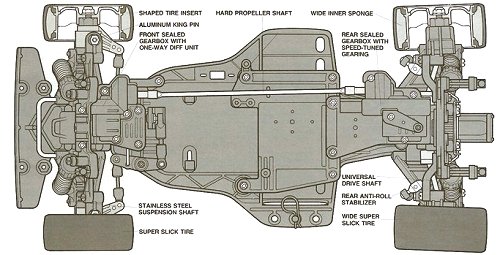 SHAPED TIRE INSERT
ALUMINUM KING PIN
FRONT SEALED
GEARBOX WITH
ONE-WAY DIFF UNIT
HARD PROPELLER SHAFT
WIDE INNER SPONGE
REAR SEALED
GEARBOX WITH
SPEED-TUNED
GEARING
STAINLESS STEEL
SUSPENSION SHAFT
SUPER SLICK TIRE
UNIVERSAL
DRIVE SHAFT
REAR ANTI-ROLL
STABILIZER
WIDE SUPER
SLICK TIRE